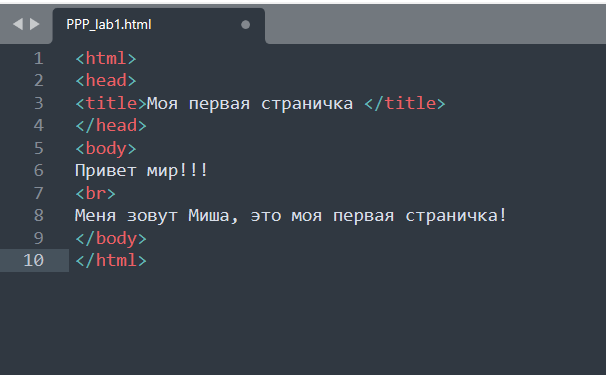 PPP_lab1.html
1 <html>
2 <head>
3 <title>Моя первая страничка </title>
4 </head>
5 <body>
6 Привет мир!!!
7 <br>
8 Меня зовут Миша, это моя первая страничка!
9 </body>
10 </html>